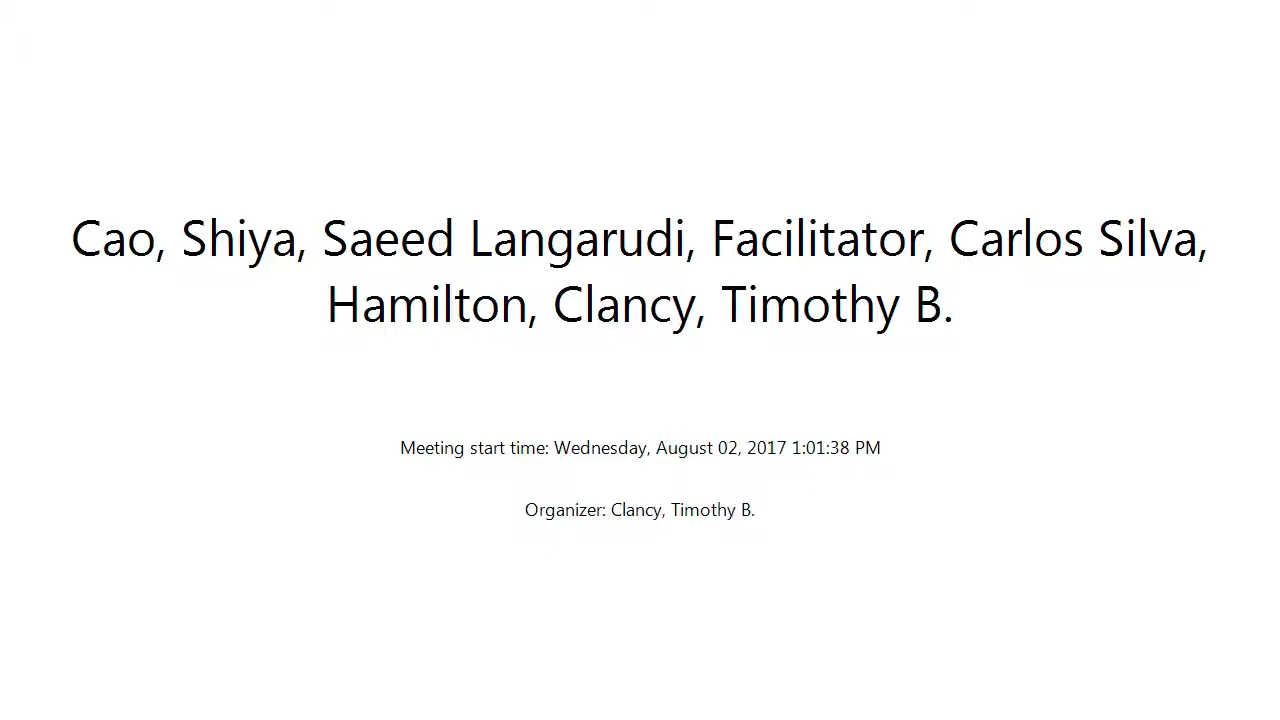 Cao, Shiya, Saeed Langarudi, Facilitator, Carlos Silva,
Hamilton, Clancy, Timothy B.
Meeting start time: Wednesday, August 02, 2017 1:01:38 PM
Organizer: Clancy, Timothy B.